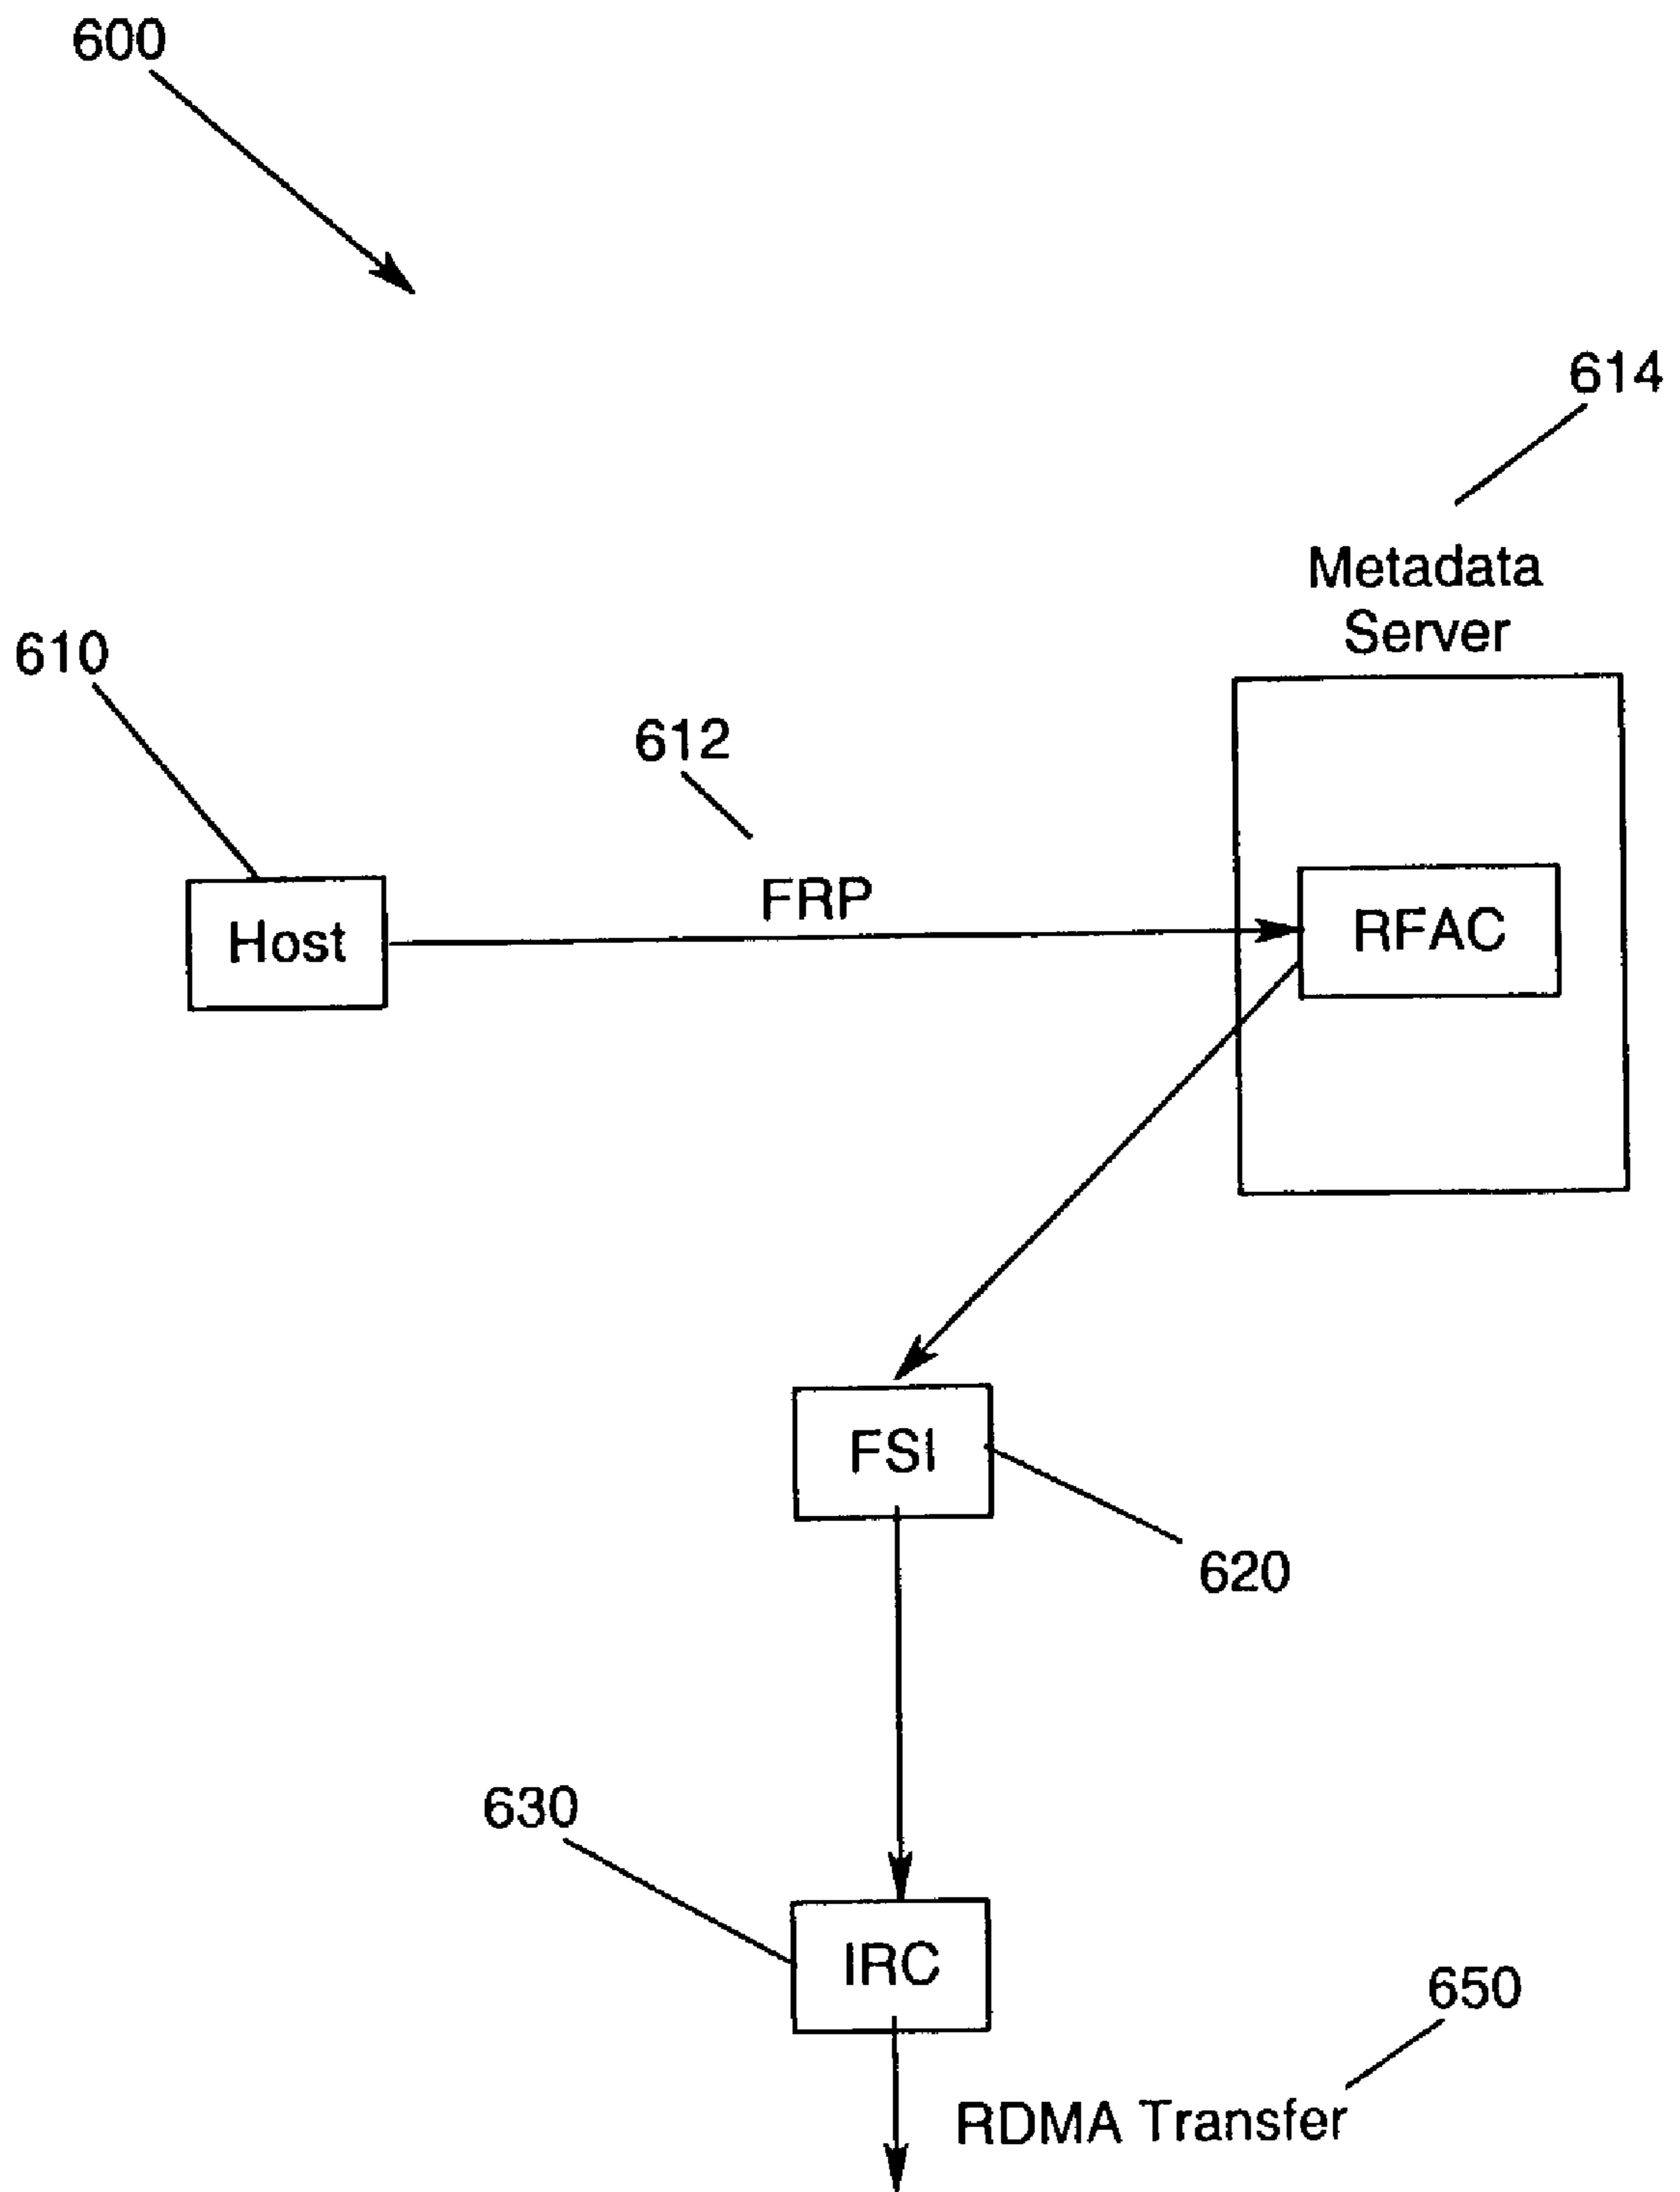 600
614
Metadata
Server
610
612
FRP
Host
RFAC
FSI
620
630
IRC
650
RDMA Transfer